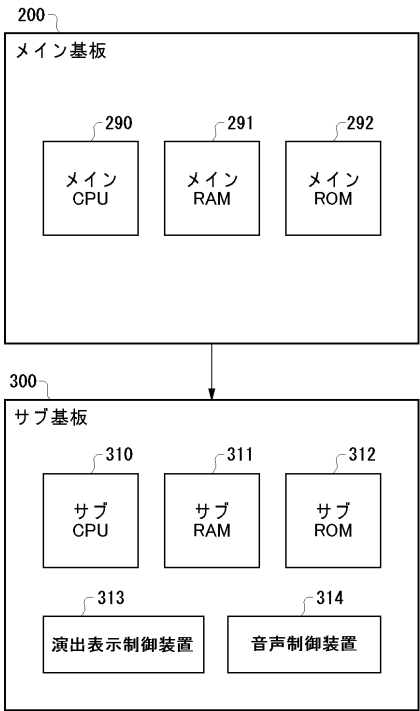 200
メイン基板
290
291
292
メイン
CPU
メイン
RAM
メイン
ROM
300
サブ基板
310
311
312
サブ
CPU
サブ
RAM
サブ
ROM
313
314
演出表示制御装置
音声制御装置